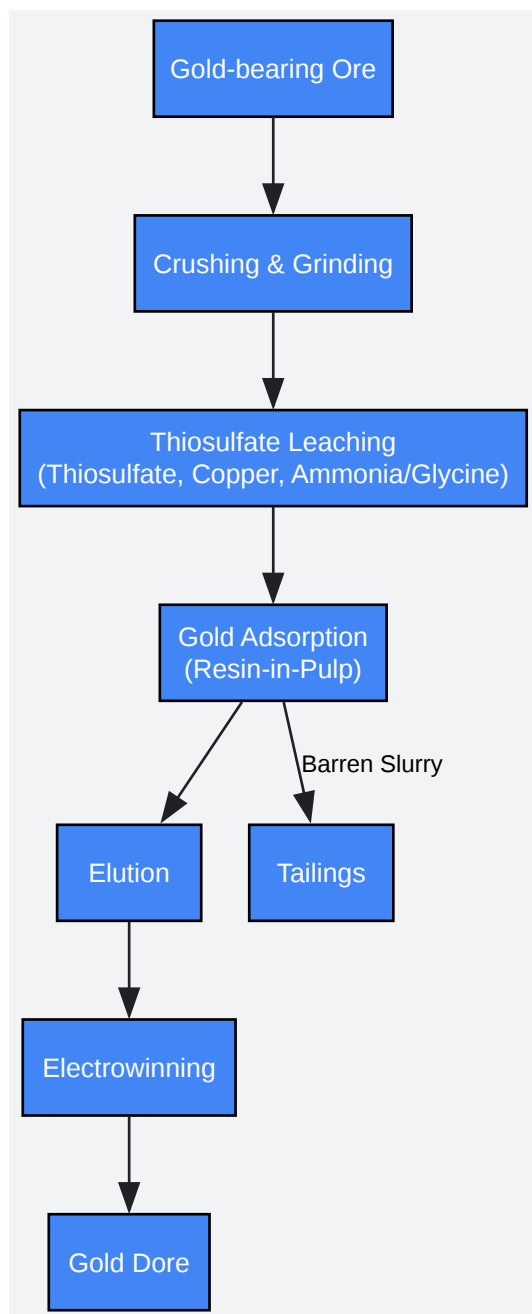 Gold-bearing Ore
Crushing & Grinding
Thiosulfate Leaching
(Thiosulfate, Copper, Ammonia/Glycine)
Gold Adsorption
(Resin-in-Pulp)
Barren Slurry
Elution
Tailings
Electrowinning
Gold Dore